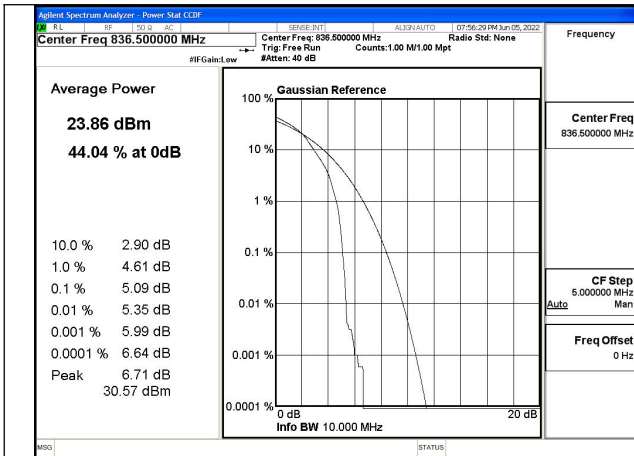 Agilent Spectrum Analyzer - Power Stat CCDF
RL RF 50 Ω AC SENSE:INT ALIGN AUTO 07:56:29 PM Jun 05, 2022
Center Freq 836.500000 MHz
Center Freq: 836.500000 MHz Radio Std: None
Trig: Free Run Counts:1.00 M/1.00 Mpt
#IFGain:Low #Atten: 40 dB
Frequency
Average Power
23.86 dBm
44.04 % at 0dB
10.0 % 2.90 dB
1.0 % 4.61 dB
0.1 % 5.09 dB
0.01 % 5.35 dB
0.001 % 5.99 dB
0.0001 % 6.64 dB
Peak 6.71 dB
30.57 dBm
Gaussian Reference
100 %
10 %
1 %
0.1 %
0.01 %
0.001 %
0.0001 %
0 dB 20 dB
Info BW 10.000 MHz
Center Freq
836.500000 MHz
CF Step
5.000000 MHz
Auto Man
Freq Offset
0 Hz
MSG STATUS